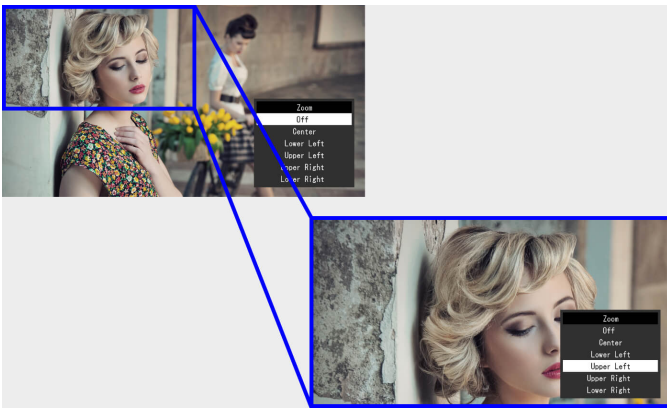 Zoom
Off
Center
Lower Left
Upper Left
Upper Right
Lower Right
Zoom
Off
Center
Lower Left
Upper Left
Upper Right
Lower Right